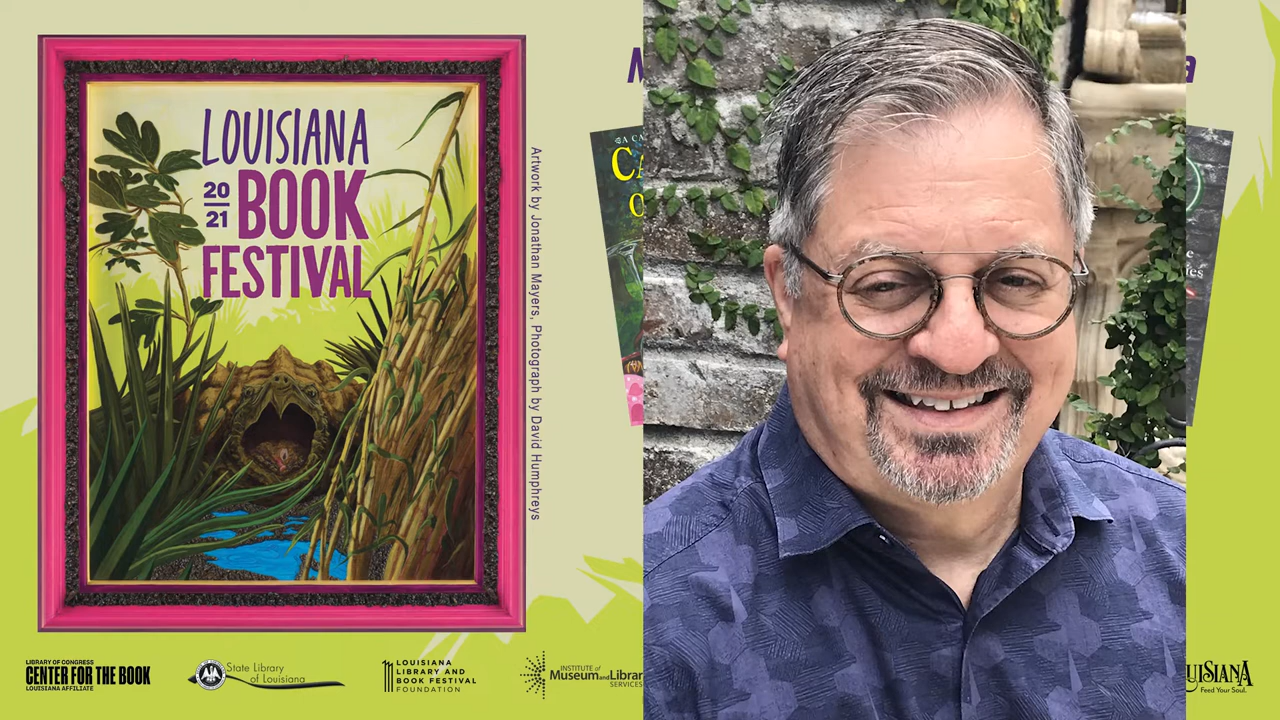 LOUISIANA
20
21
BOOK
FESTIVAL
Artwork by Jonathan Mayers, Photograph by David Humphreys
LIBRARY OF CONGRESS
CENTER FOR THE BOOK
LOUISIANA AFFILIATE
State Library
of Louisiana
LOUISIANA
LIBRARY AND
BOOK FESTIVAL
FOUNDATION
INSTITUTE of
Museum and Librar
SERVICES
UISIANA
Feed Your Soul.